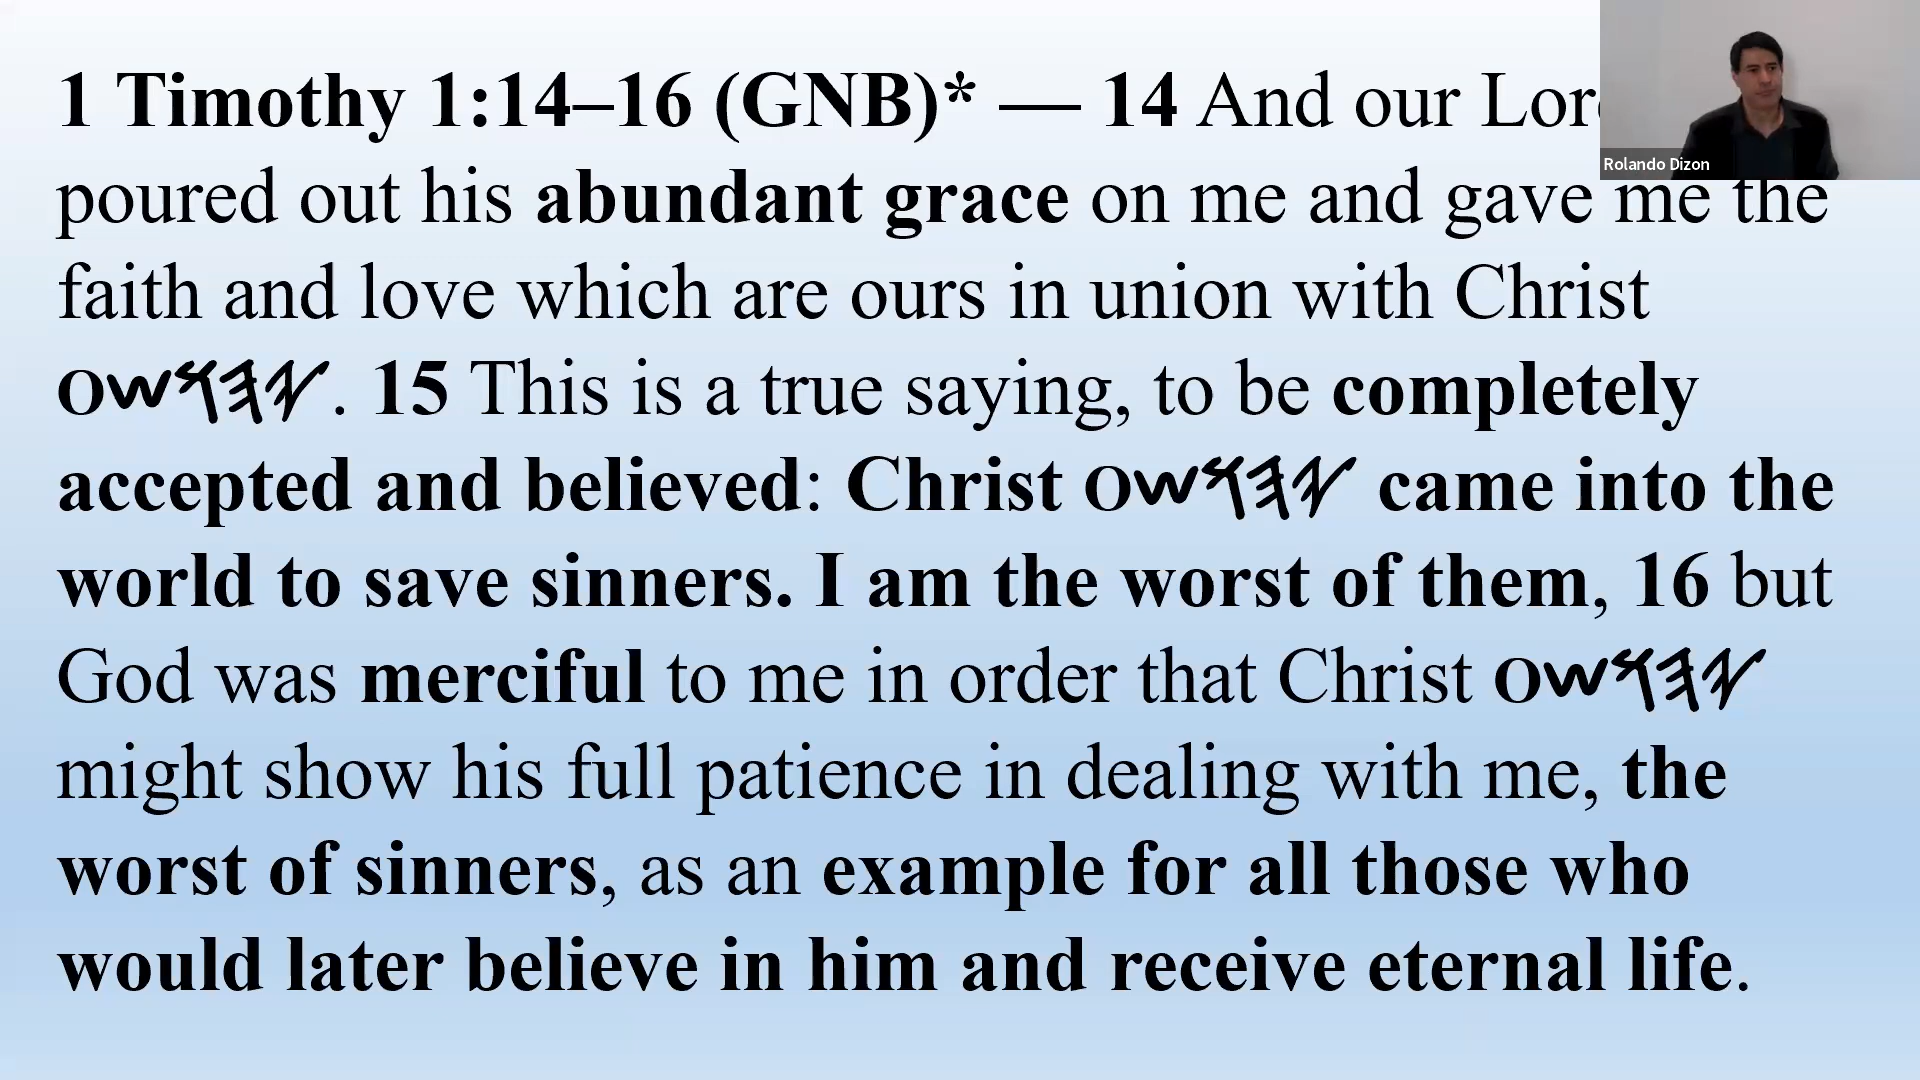 1 Timothy 1:14–16 (GNB)* — 14 And our
poured out his abundant grace on me and gave me the
faith and love which are ours in union with Christ
𐤉𐤄𐤅𐤔𐤏. 15 This is a true saying, to be completely
accepted and believed: Christ 𐤉𐤄𐤅𐤔𐤏 came into the
world to save sinners. I am the worst of them, 16 but
God was merciful to me in order that Christ 𐤉𐤄𐤅𐤔𐤏
might show his full patience in dealing with me, the
worst of sinners, as an example for all those who
would later believe in him and receive eternal life.
Rolando Dizon